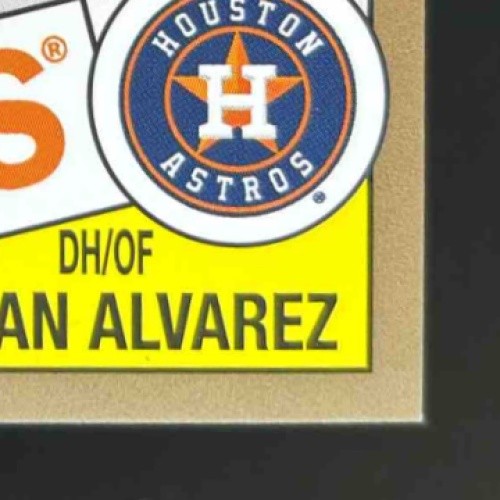 S®
HOUSTON
H
ASTROS®
DH/OF
AN ALVAREZ